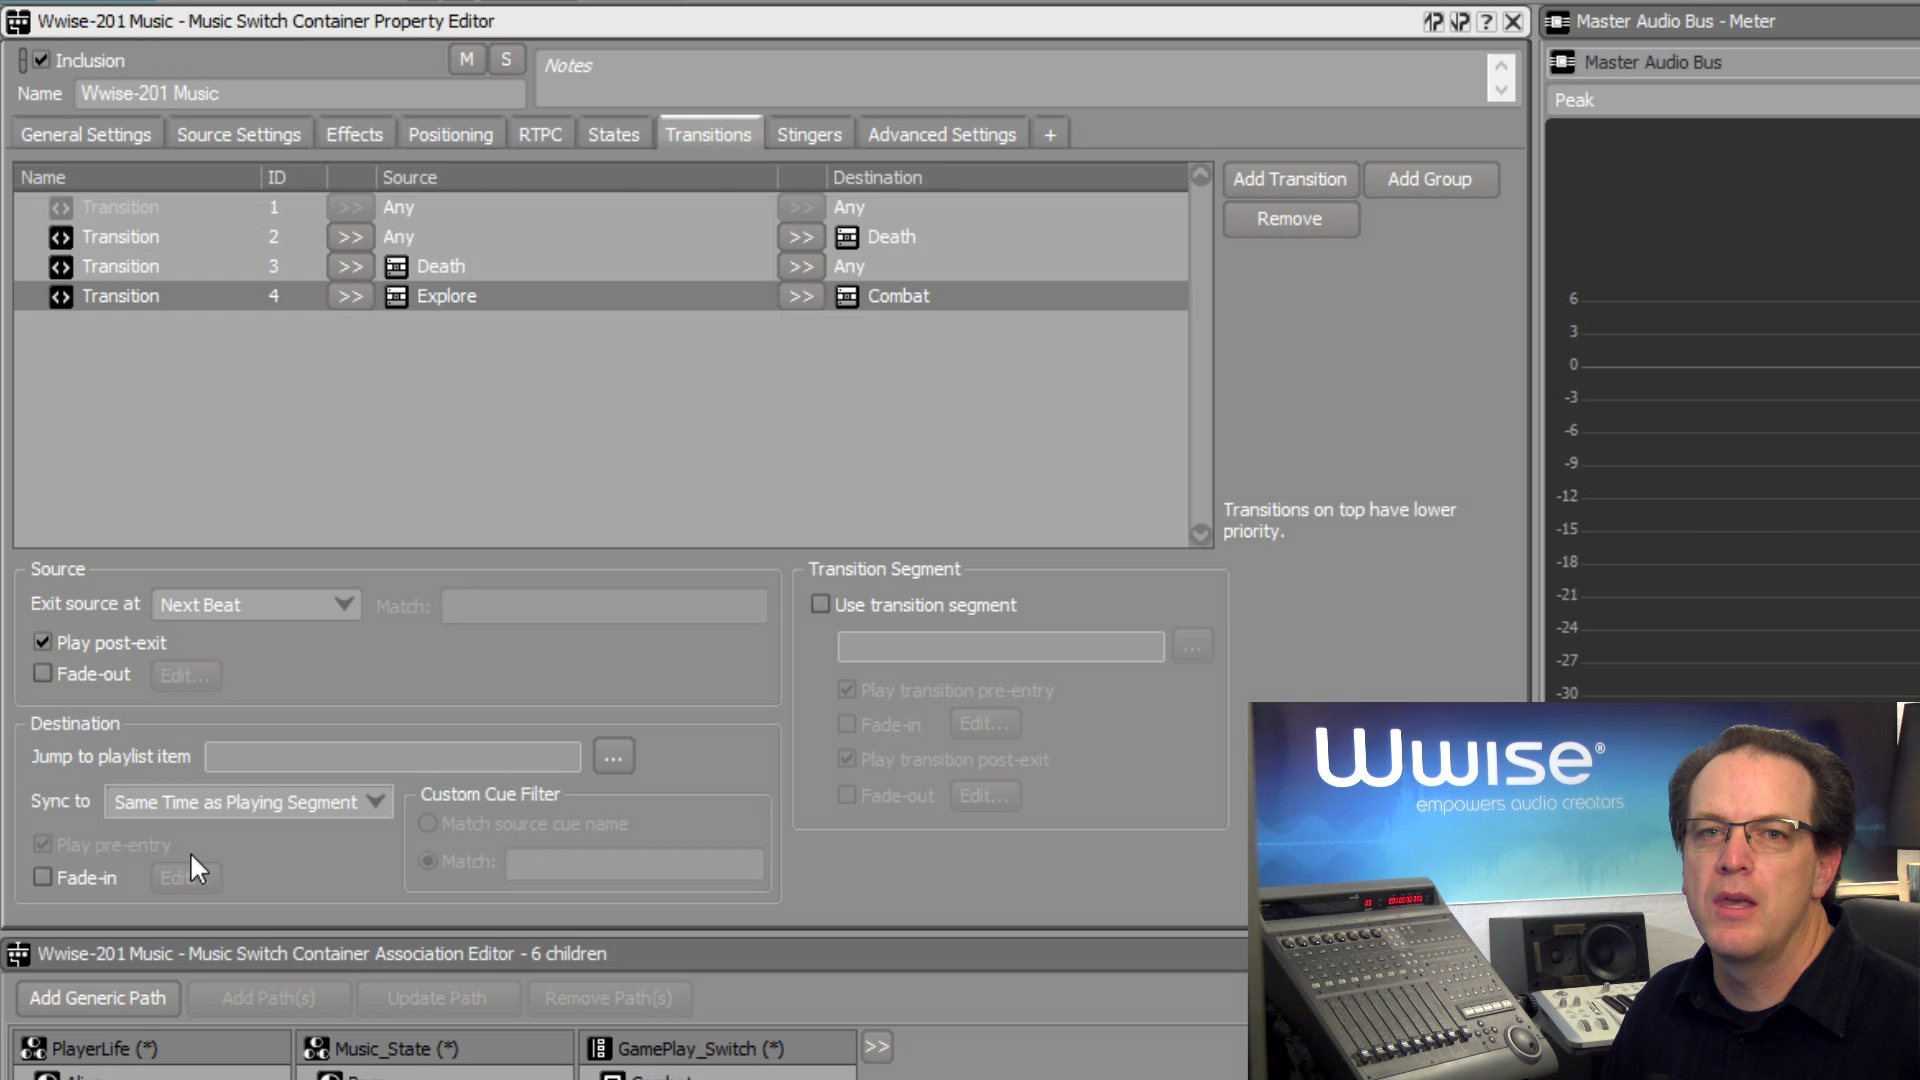 Wwise-201 Music - Music Switch Container Property Editor
Inclusion
M
S
Notes
Name
Wwise-201 Music
General Settings
Source Settings
Effects
Positioning
RTPC
States
Transitions
Stingers
Advanced Settings
+
Name ID Source Destination
Transition 1 >> Any >> Any
Transition 2 >> Any >> Death
Transition 3 >> Death >> Any
Transition 4 >> Explore >> Combat
Add Transition
Add Group
Remove
Transitions on top have lower
priority.
Source
Exit source at Next Beat Match:
Play post-exit
Fade-out Edit...
Destination
Jump to playlist item ...
Sync to Same Time as Playing Segment
Play pre-entry
Fade-in
Custom Cue Filter
Match source cue name
Match:
Transition Segment
Use transition segment
...
Play transition pre-entry
Fade-in Edit...
Play transition post-exit
Fade-out Edit...
Wwise-201 Music - Music Switch Container Association Editor - 6 children
Add Generic Path
Add Path(s)
Update Path
Remove Path(s)
PlayerLife (*)
Music_State (*)
GamePlay_Switch (*)
>>
Master Audio Bus - Meter
Master Audio Bus
Peak
6
3
0
-3
-6
-9
-12
-15
-18
-21
-24
-27
-30
Wwise®
empowers audio creators